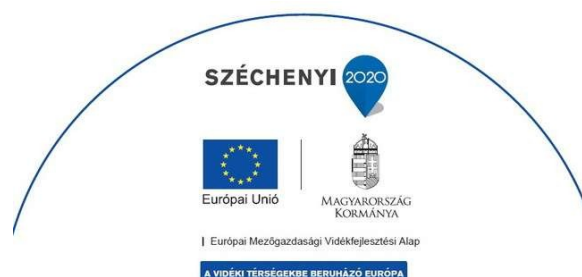 SZÉCHENYI 2020
Európai Unió
MAGYARORSZÁG
KORMÁNYA
Európai Mezőgazdasági Vidékfejlesztési Alap
A VIDÉKI TÉRSÉGEKBE BERUHÁZÓ EURÓPA